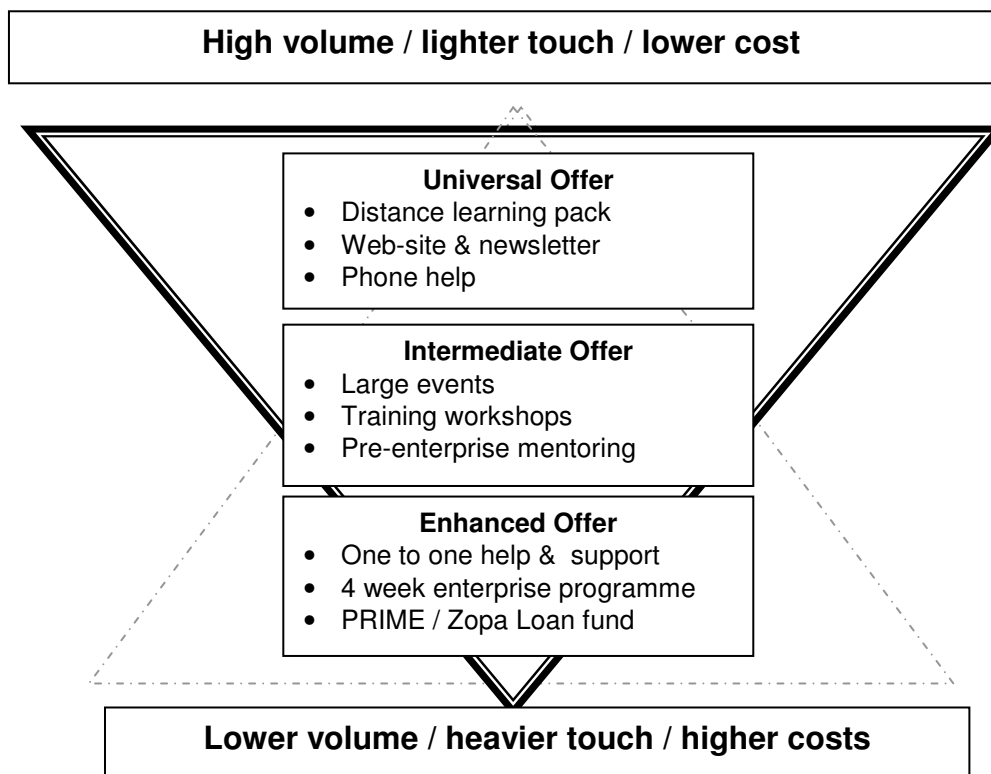 High volume / lighter touch / lower cost
Universal Offer
• Distance learning pack
• Web-site & newsletter
• Phone help
Intermediate Offer
• Large events
• Training workshops
• Pre-enterprise mentoring
Enhanced Offer
• One to one help & support
• 4 week enterprise programme
• PRIME / Zopa Loan fund
Lower volume / heavier touch / higher costs